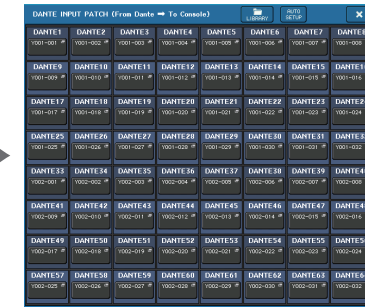 DANTE INPUT PATCH (From Dante ➡ To Console) LIBRARY AUTO SETUP ×
DANTE1 DANTE2 DANTE3 DANTE4 DANTE5 DANTE6 DANTE7 DANTE8
Y001-001 Y001-002 Y001-003 Y001-004 Y001-005 Y001-006 Y001-007 Y001-008
DANTE9 DANTE10 DANTE11 DANTE12 DANTE13 DANTE14 DANTE15 DANTE1
Y001-009 Y001-010 Y001-011 Y001-012 Y001-013 Y001-014 Y001-015 Y001-016
DANTE17 DANTE18 DANTE19 DANTE20 DANTE21 DANTE22 DANTE23 DANTE2
Y001-017 Y001-018 Y001-019 Y001-020 Y001-021 Y001-022 Y001-023 Y001-024
DANTE25 DANTE26 DANTE27 DANTE28 DANTE29 DANTE30 DANTE31 DANTE3
Y001-025 Y001-026 Y001-027 Y001-028 Y001-029 Y001-030 Y001-031 Y001-032
DANTE33 DANTE34 DANTE35 DANTE36 DANTE37 DANTE38 DANTE39 DANTE4
Y002-001 Y002-002 Y002-003 Y002-004 Y002-005 Y002-006 Y002-007 Y002-008
DANTE41 DANTE42 DANTE43 DANTE44 DANTE45 DANTE46 DANTE47 DANTE4
Y002-009 Y002-010 Y002-011 Y002-012 Y002-013 Y002-014 Y002-015 Y002-016
DANTE49 DANTE50 DANTE51 DANTE52 DANTE53 DANTE54 DANTE55 DANTE5
Y002-017 Y002-018 Y002-019 Y002-020 Y002-021 Y002-022 Y002-023 Y002-024
DANTE57 DANTE58 DANTE59 DANTE60 DANTE61 DANTE62 DANTE63 DANTE6
Y002-025 Y002-026 Y002-027 Y002-028 Y002-029 Y002-030 Y002-031 Y002-032